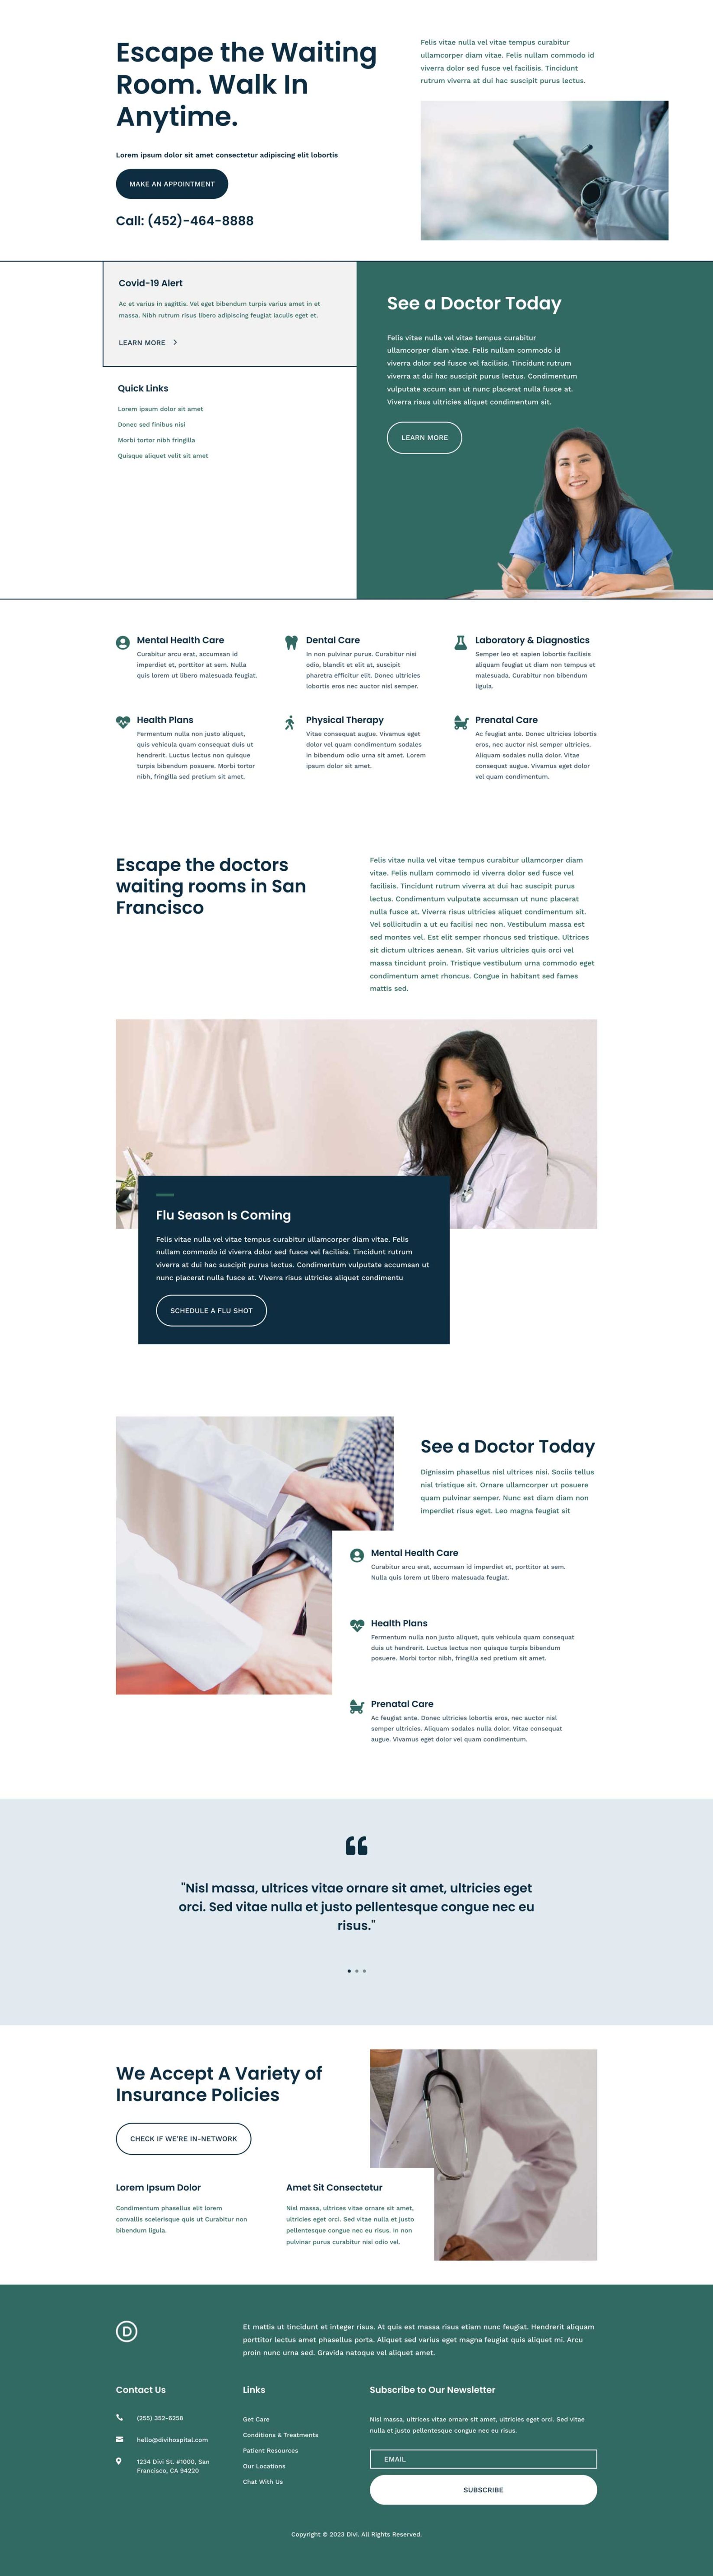 Escape the Waiting
Room. Walk In
Anytime.
Lorem ipsum dolor sit amet consectetur adipiscing elit lobortis
MAKE AN APPOINTMENT
Call: (452)-464-8888
Felis vitae nulla vel vitae tempus curabitur
ullamcorper diam vitae. Felis nullam commodo id
viverra dolor sed fusce vel facilisis. Tincidunt
rutrum viverra at dui hac suscipit purus lectus.
Covid-19 Alert
Ac et varius in sagittis. Vel eget bibendum turpis varius amet in et
massa. Nibh rutrum risus libero adipiscing feugiat iaculis eget et.
LEARN MORE
Quick Links
Lorem ipsum dolor sit amet
Donec sed finibus nisi
Morbi tortor nibh fringilla
Quisque aliquet velit sit amet
See a Doctor Today
Felis vitae nulla vel vitae tempus curabitur
ullamcorper diam vitae. Felis nullam commodo id
viverra dolor sed fusce vel facilisis. Tincidunt rutrum
viverra at dui hac suscipit purus lectus. Condimentum
vulputate accum san ut nunc placerat nulla fusce at.
Viverra risus ultricies aliquet condimentum sit.
LEARN MORE
Mental Health Care
Curabitur arcu erat, accumsan id
imperdiet et, porttitor at sem. Nulla
quis lorem ut libero malesuada feugiat.
Dental Care
In non pulvinar purus. Curabitur nisi
odio, blandit et elit at, suscipit
pharetra efficitur elit. Donec ultricies
lobortis eros nec auctor nisl semper.
Laboratory & Diagnostics
Semper leo et sapien lobortis facilisis
aliquam feugiat ut diam non tempus et
malesuada. Curabitur non bibendum
ligula.
Health Plans
Fermentum nulla non justo aliquet,
quis vehicula quam consequat duis ut
hendrerit. Luctus lectus non quisque
turpis bibendum posuere. Morbi tortor
nibh, fringilla sed pretium sit amet.
Physical Therapy
Vitae consequat augue. Vivamus eget
dolor vel quam condimentum sodales
in bibendum odio urna sit amet. Lorem
ipsum dolor sit amet.
Prenatal Care
Ac feugiat ante. Donec ultricies lobortis
eros, nec auctor nisl semper ultricies.
Aliquam sodales nulla dolor. Vitae
consequat augue. Vivamus eget dolor
vel quam condimentum.
Escape the doctors
waiting rooms in San
Francisco
Felis vitae nulla vel vitae tempus curabitur ullamcorper diam
vitae. Felis nullam commodo id viverra dolor sed fusce vel
facilisis. Tincidunt rutrum viverra at dui hac suscipit purus
lectus. Condimentum vulputate accumsan ut nunc placerat
nulla fusce at. Viverra risus ultricies aliquet condimentum sit.
Vel sollicitudin a ut eu facilisi nec non. Vestibulum massa est
sed montes vel. Est elit semper rhoncus sed tristique. Ultrices
sit dictum ultrices aenean. Sit varius ultricies quis orci vel
massa tincidunt proin. Tristique vestibulum urna commodo eget
condimentum amet rhoncus. Congue in habitant sed fames
mattis sed.
Flu Season Is Coming
Felis vitae nulla vel vitae tempus curabitur ullamcorper diam vitae. Felis
nullam commodo id viverra dolor sed fusce vel facilisis. Tincidunt rutrum
viverra at dui hac suscipit purus lectus. Condimentum vulputate accumsan ut
nunc placerat nulla fusce at. Viverra risus ultricies aliquet condimentu
SCHEDULE A FLU SHOT
See a Doctor Today
Dignissim phasellus nisl ultrices nisi. Sociis tellus
nisl tristique sit. Ornare ullamcorper ut posuere
quam pulvinar semper. Nunc est diam diam non
imperdiet risus eget. Leo magna feugiat sit
Mental Health Care
Curabitur arcu erat, accumsan id imperdiet et, porttitor at sem.
Nulla quis lorem ut libero malesuada feugiat.
Health Plans
Fermentum nulla non justo aliquet, quis vehicula quam consequat
duis ut hendrerit. Luctus lectus non quisque turpis bibendum
posuere. Morbi tortor nibh, fringilla sed pretium sit amet.
Prenatal Care
Ac feugiat ante. Donec ultricies lobortis eros, nec auctor nisl
semper ultricies. Aliquam sodales nulla dolor. Vitae consequat
augue. Vivamus eget dolor vel quam condimentum.
"Nisl massa, ultrices vitae ornare sit amet, ultricies eget
orci. Sed vitae nulla et justo pellentesque congue nec eu
risus."
We Accept A Variety of
Insurance Policies
CHECK IF WE'RE IN-NETWORK
Lorem Ipsum Dolor
Condimentum phasellus elit lorem
convallis scelerisque quis ut Curabitur non
bibendum ligula.
Amet Sit Consectetur
Nisl massa, ultrices vitae ornare sit amet,
ultricies eget orci. Sed vitae nulla et justo
pellentesque congue nec eu risus. In non
pulvinar purus curabitur nisi odio vel.
D
Et mattis ut tincidunt et integer risus. At quis est massa risus etiam nunc feugiat. Hendrerit aliquam
porttitor lectus amet phasellus porta. Aliquet sed varius eget magna feugiat quis aliquet mi. Arcu
proin nunc urna sed. Gravida natoque vel aliquet amet.
Contact Us
(255) 352-6258
hello@divihospital.com
1234 Divi St. #1000, San
Francisco, CA 94220
Links
Get Care
Conditions & Treatments
Patient Resources
Our Locations
Chat With Us
Subscribe to Our Newsletter
Nisl massa, ultrices vitae ornare sit amet, ultricies eget orci. Sed vitae
nulla et justo pellentesque congue nec eu risus.
EMAIL
SUBSCRIBE
Copyright © 2023 Divi. All Rights Reserved.